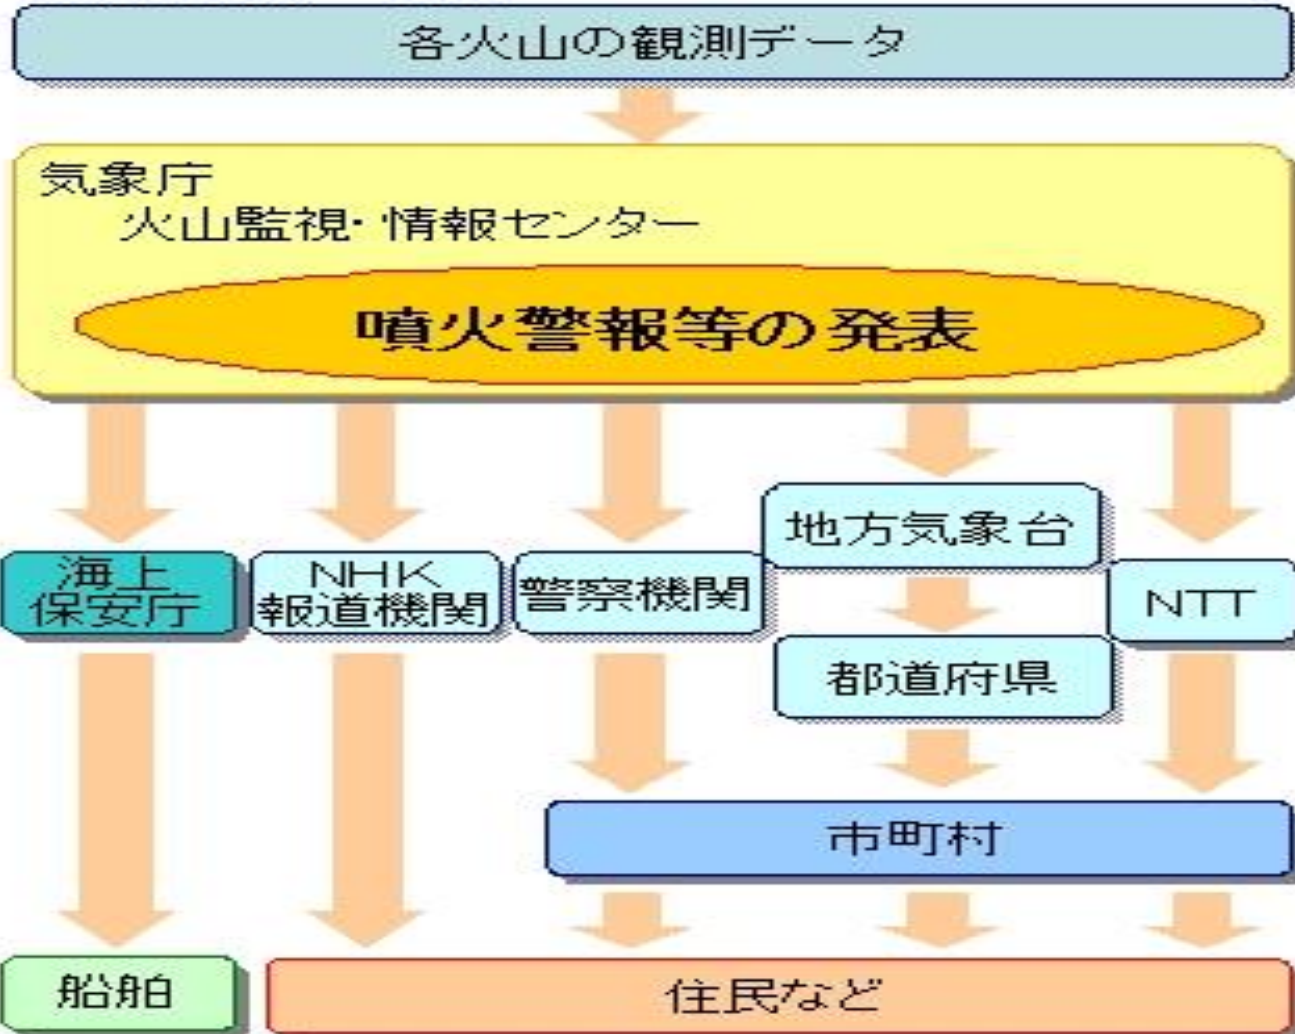 各火山の観測データ
気象庁
火山監視・情報センター
噴火警報等の発表
地方気象台
海上
保安庁
NHK
報道機関
警察機関
NTT
都道府県
市町村
船舶
住民など